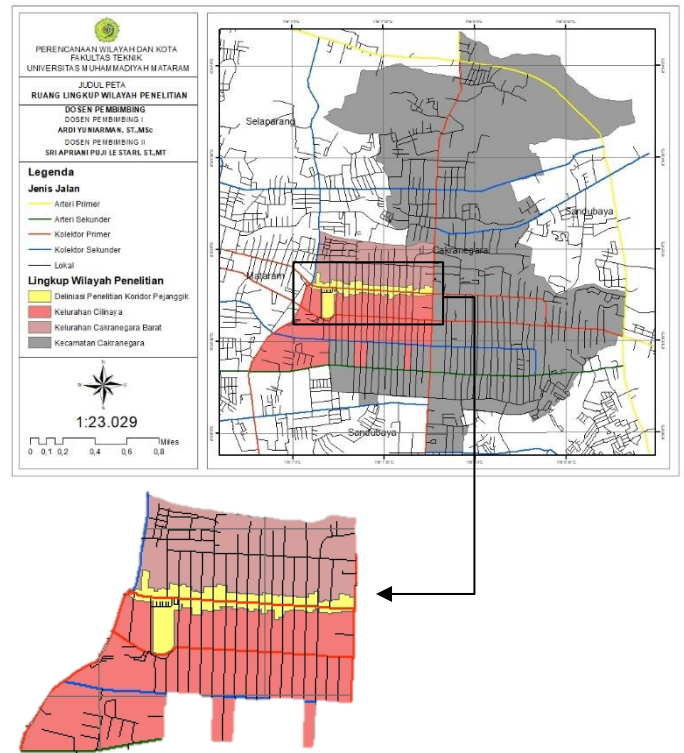 PERENCANAAN WILAYAH DAN KOTA
FAKULTAS TEKNIK
UNIVERSITAS MUHAMMADIYAH MATARAM
JUDUL PETA
RUANG LINGKUP WILAYAH PENELITIAN
DOSEN PEMBIMBING
DOSEN PEMBIMBING I
ARDI YUNIARMAN, ST.,MSc
DOSEN PEMBIMBING II
SRI APRIANI PUJI LESTARI, ST.,MT
Legenda
Jenis Jalan
Arteri Primer
Arteri Sekunder
Kolektor Primer
Kolektor Sekunder
Lokal
Lingkup Wilayah Penelitian
Deliniasi Penelitian Koridor Pejanggik
Kelurahan Cilinaya
Kelurahan Cakranegara Barat
Kecamatan Cakranegara
N
W E
S
1:23.029
0 0,1 0,2 0,4 0,6 0,8
Miles
Selaparang
Sandubaya
Cakranegara
Mataram
Sandubaya